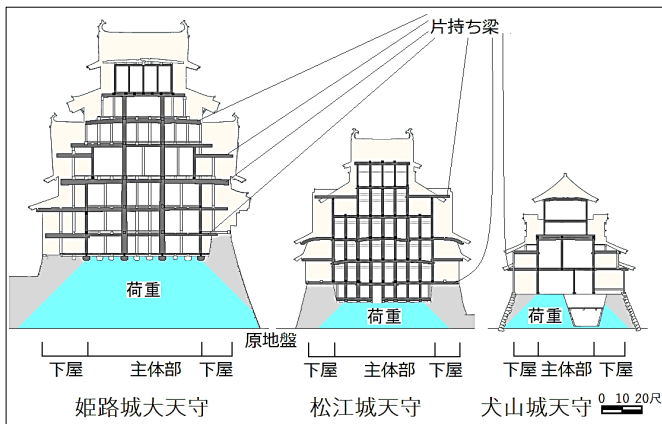 片持ち梁
荷重
荷重
荷重
原地盤
下屋 主体部 下屋
下屋 主体部 下屋
下屋 主体部 下屋
姫路城大天守
松江城天守
犬山城天守
0 10 20尺